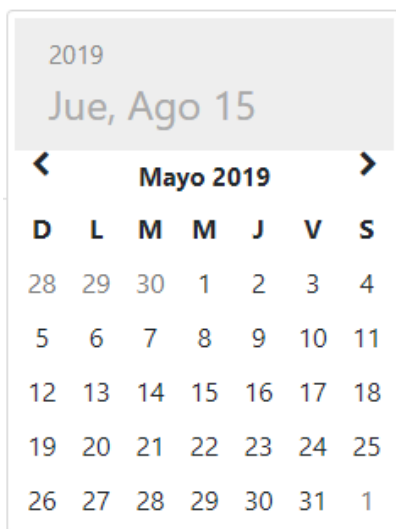 2019
Jue, Ago 15
Mayo 2019
D L M M J V S
28 29 30 1 2 3 4
5 6 7 8 9 10 11
12 13 14 15 16 17 18
19 20 21 22 23 24 25
26 27 28 29 30 31 1